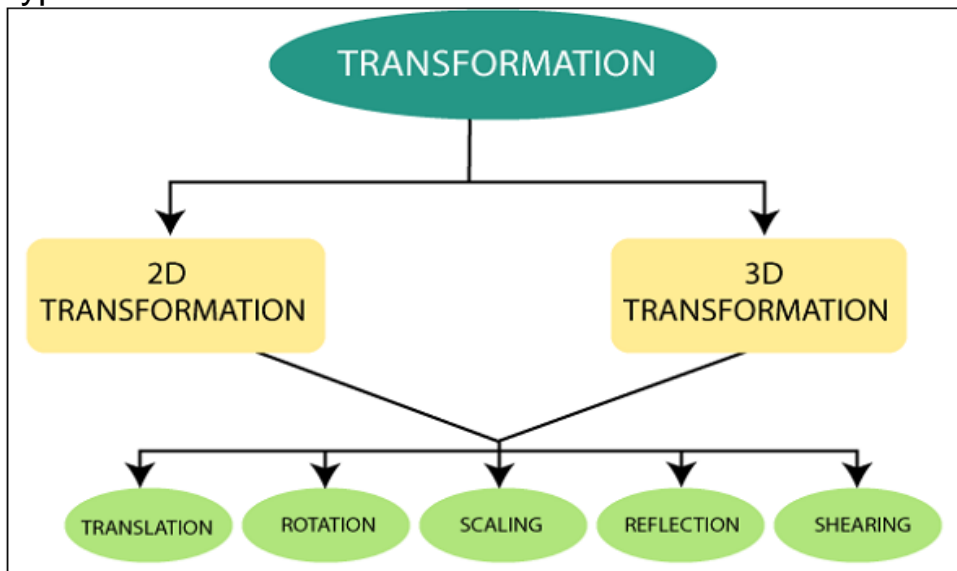 TRANSFORMATION
2D
TRANSFORMATION
3D
TRANSFORMATION
TRANSLATION
ROTATION
SCALING
REFLECTION
SHEARING